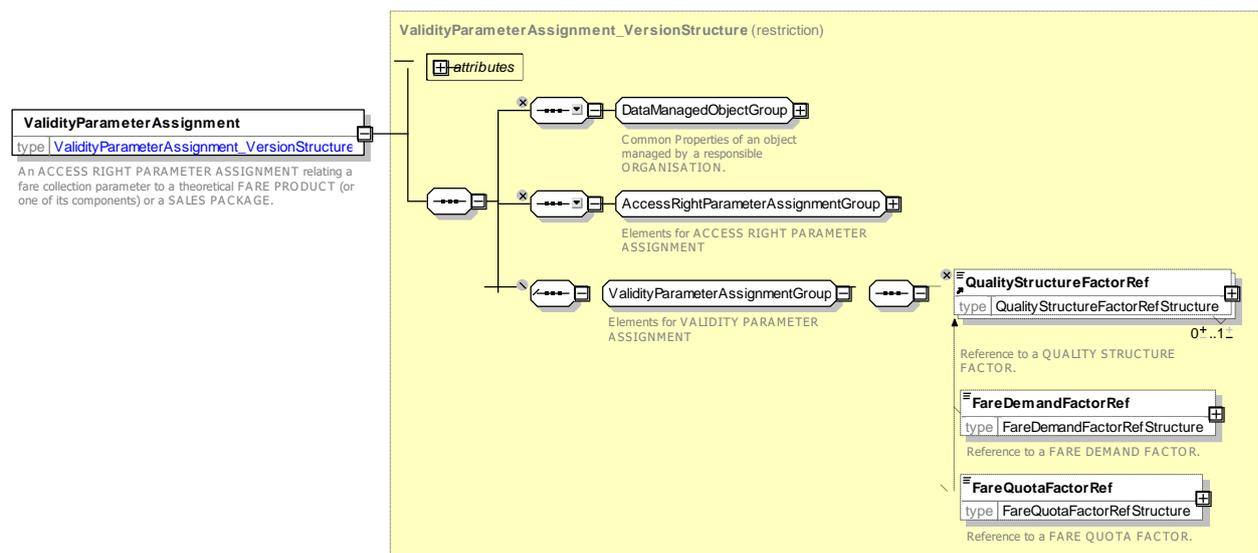 ValidityParameterAssignment_VersionStructure (restriction)
attributes
ValidityParameterAssignment
type ValidityParameterAssignment_VersionStructure
An ACCESS RIGHT PARAMETER ASSIGNMENT relating a
fare collection parameter to a theoretical FARE PRODUCT (or
one of its components) or a SALES PACKAGE.
DataManagedObjectGroup
Common Properties of an object
managed by a responsible
ORGANISATION.
AccessRightParameterAssignmentGroup
Elements for ACCESS RIGHT PARAMETER
ASSIGNMENT
ValidityParameterAssignmentGroup
Elements for VALIDITY PARAMETER
ASSIGNMENT
QualityStructureFactorRef
type QualityStructureFactorRefStructure
0..1
Reference to a QUALITY STRUCTURE
FACTOR.
FareDemandFactorRef
type FareDemandFactorRefStructure
Reference to a FARE DEMAND FACTOR.
FareQuotaFactorRef
type FareQuotaFactorRefStructure
Reference to a FARE QUOTA FACTOR.